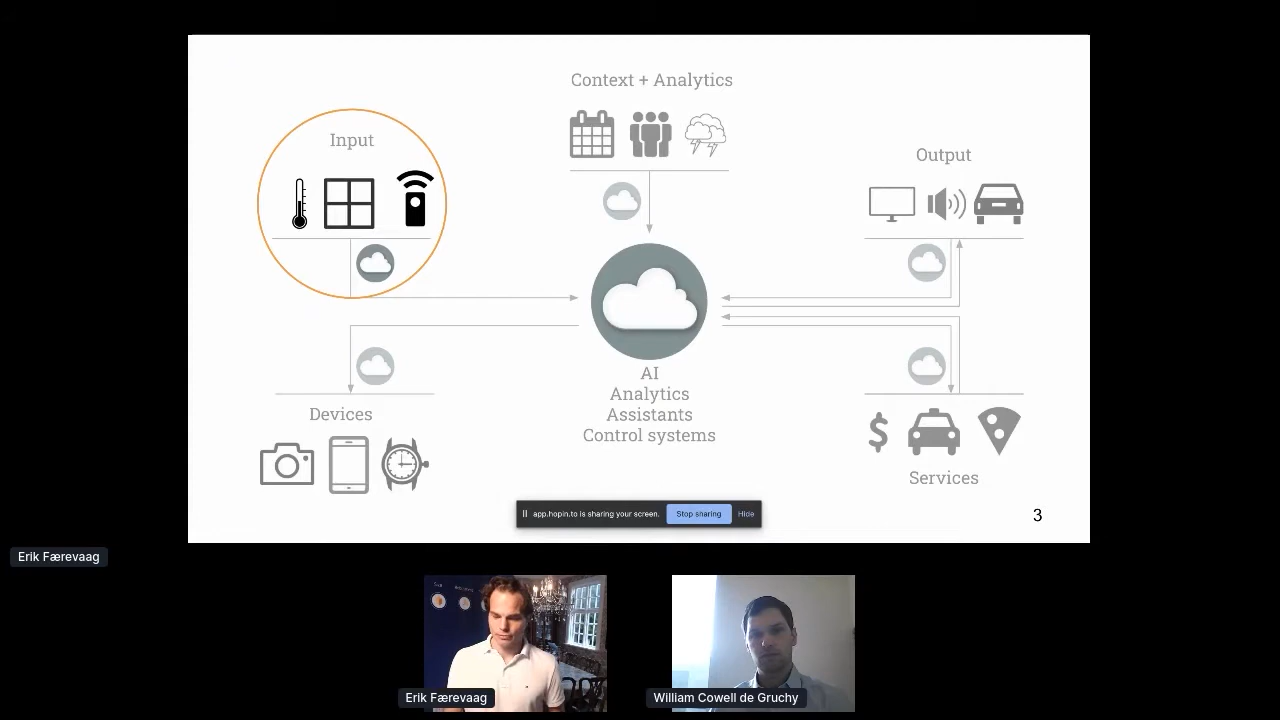 Context + Analytics
Input
Output
AI
Analytics
Assistants
Control systems
Devices
Services
$
app.hopin.to is sharing your screen.
Stop sharing
Hide
3
Erik Færevaag
Erik Færevaag
William Cowell de Gruchy